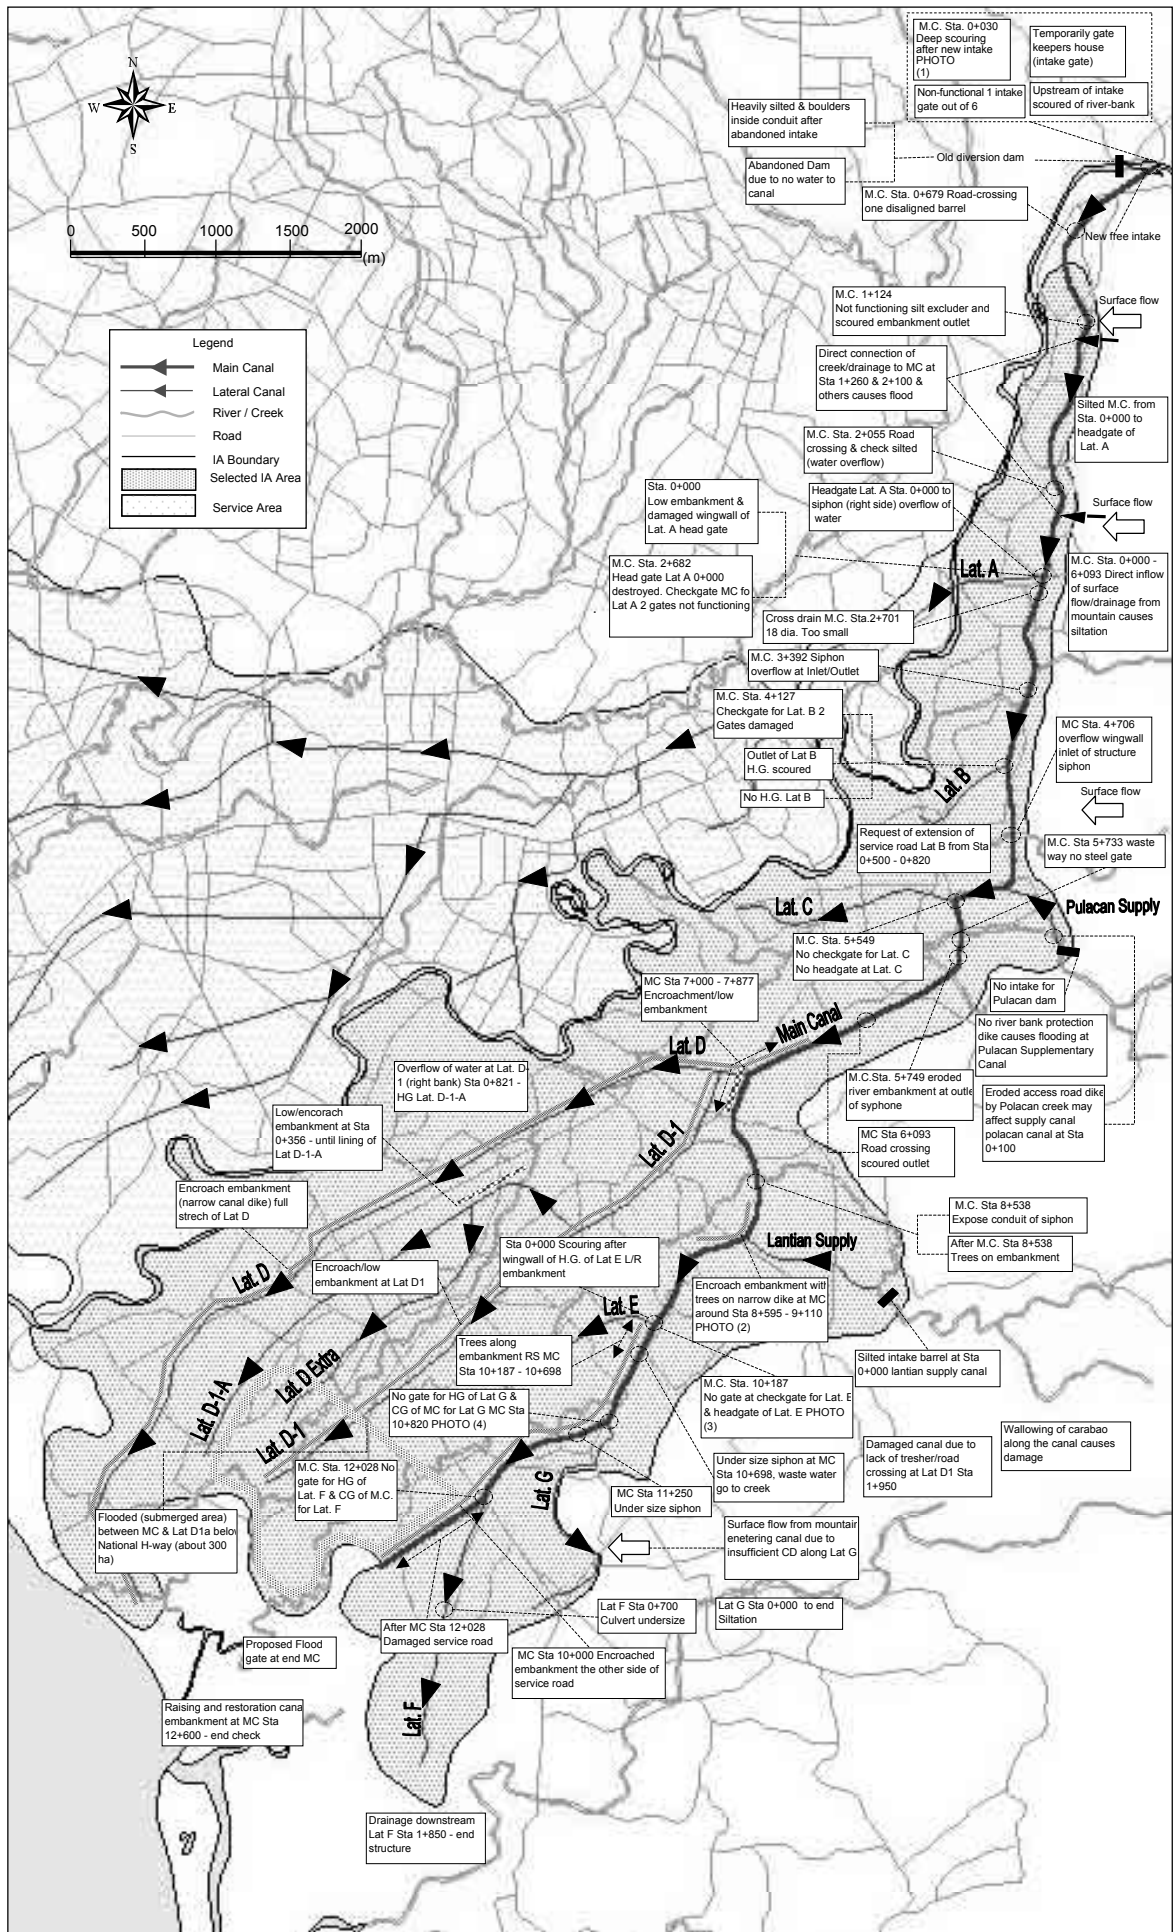 M.C. Sta. 0+030
Deep scouring
after new intake
PHOTO
(1)
Temporarily gate
keepers house
(intake gate)
Non-functional 1 intake
gate out of 6
Upstream of intake
scoured of river-bank
N
W
E
S
Heavily silted & boulders
inside conduit after
abandoned intake
Old diversion dam
Abandoned Dam
due to no water to
canal
M.C. Sta. 0+679 Road-crossing
one disaligned barrel
New free intake
0
500
1000
1500
2000
(m)
M.C. 1+124
Not functioning silt excluder and
scoured embankment outlet
Surface flow
Legend
Main Canal
Lateral Canal
River / Creek
Road
IA Boundary
Selected IA Area
Service Area
Direct connection of
creek/drainage to MC at
Sta 1+260 & 2+100 &
others causes flood
Silted M.C. from
Sta. 0+000 to
headgate of
Lat. A
M.C. Sta. 2+055 Road
crossing & check silted
(water overflow)
Sta. 0+000
Low embankment &
damaged wingwall of
Lat. A head gate
Headgate Lat. A Sta. 0+000 to
siphon (right side) overflow of
water
Surface flow
M.C. Sta. 2+682
Head gate Lat A 0+000
destroyed. Checkgate MC fo
Lat A 2 gates not functioning
Lat. A
M.C. Sta. 0+000 -
6+093 Direct inflow
of surface
flow/drainage from
mountain causes
siltation
Cross drain M.C. Sta.2+701
18 dia. Too small
M.C. 3+392 Siphon
overflow at Inlet/Outlet
M.C. Sta. 4+127
Checkgate for Lat. B 2
Gates damaged
MC Sta. 4+706
overflow wingwall
inlet of structure
siphon
Outlet of Lat B
H.G. scoured
Lat. B
No H.G. Lat B
Surface flow
Request of extension of
service road Lat B from Sta
0+500 - 0+820
M.C. Sta 5+733 waste
way no steel gate
Lat. C
Pulacan Supply
M.C. Sta. 5+549
No checkgate for Lat. C
No headgate at Lat. C
MC Sta 7+000 - 7+877
Encroachment/low
embankment
No intake for
Pulacan dam
Main Canal
No river bank protection
dike causes flooding at
Pulacan Supplementary
Canal
Lat. D
Overflow of water at Lat. D-
1 (right bank) Sta 0+821 -
HG Lat. D-1-A
M.C.Sta. 5+749 eroded
river embankment at outle
of syphone
Eroded access road dike
by Polacan creek may
affect supply canal
polacan canal at Sta
0+100
Low/encorach
embankment at Sta
0+356 - until lining of
Lat D-1-A
Lat. D-1
MC Sta 6+093
Road crossing
scoured outlet
Encroach embankment
(narrow canal dike) full
strech of Lat D
M.C. Sta 8+538
Expose conduit of siphon
After M.C. Sta 8+538
Trees on embankment
Lantian Supply
Sta 0+000 Scouring after
wingwall of H.G. of Lat E L/R
embankment
Lat. D
Encroach/low
embankment at Lat D1
Encroach embankment with
trees on narrow dike at MC
around Sta 8+595 - 9+110
PHOTO (2)
Lat. E
Trees along
embankment RS MC
Sta 10+187 - 10+698
Silted intake barrel at Sta
0+000 lantian supply canal
Lat. D Extra
Lat. D-1-A
No gate for HG of Lat G &
CG of MC for Lat G MC Sta
10+820 PHOTO (4)
M.C. Sta. 10+187
No gate at checkgate for Lat. E
& headgate of Lat. E PHOTO
(3)
Lat. D-1
Wallowing of carabao
along the canal causes
damage
Damaged canal due to
lack of tresher/road
crossing at Lat D1 Sta
1+950
M.C. Sta. 12+028 No
gate for HG of
Lat. F & CG of M.C.
for Lat. F
Under size siphon at MC
Sta 10+698, waste water
go to creek
Lat. G
MC Sta 11+250
Under size siphon
Flooded (submerged area)
between MC & Lat D1a belo
National H-way (about 300
ha)
Surface flow from mountain
enetering canal due to
insufficient CD along Lat G
Lat F Sta 0+700
Culvert undersize
Lat G Sta 0+000 to end
Siltation
After MC Sta 12+028
Damaged service road
Proposed Flood
gate at end MC
MC Sta 10+000 Encroached
embankment the other side of
service road
Raising and restoration cana
embankment at MC Sta
12+600 - end check
Lat. F
Drainage downstream
Lat F Sta 1+850 - end
structure